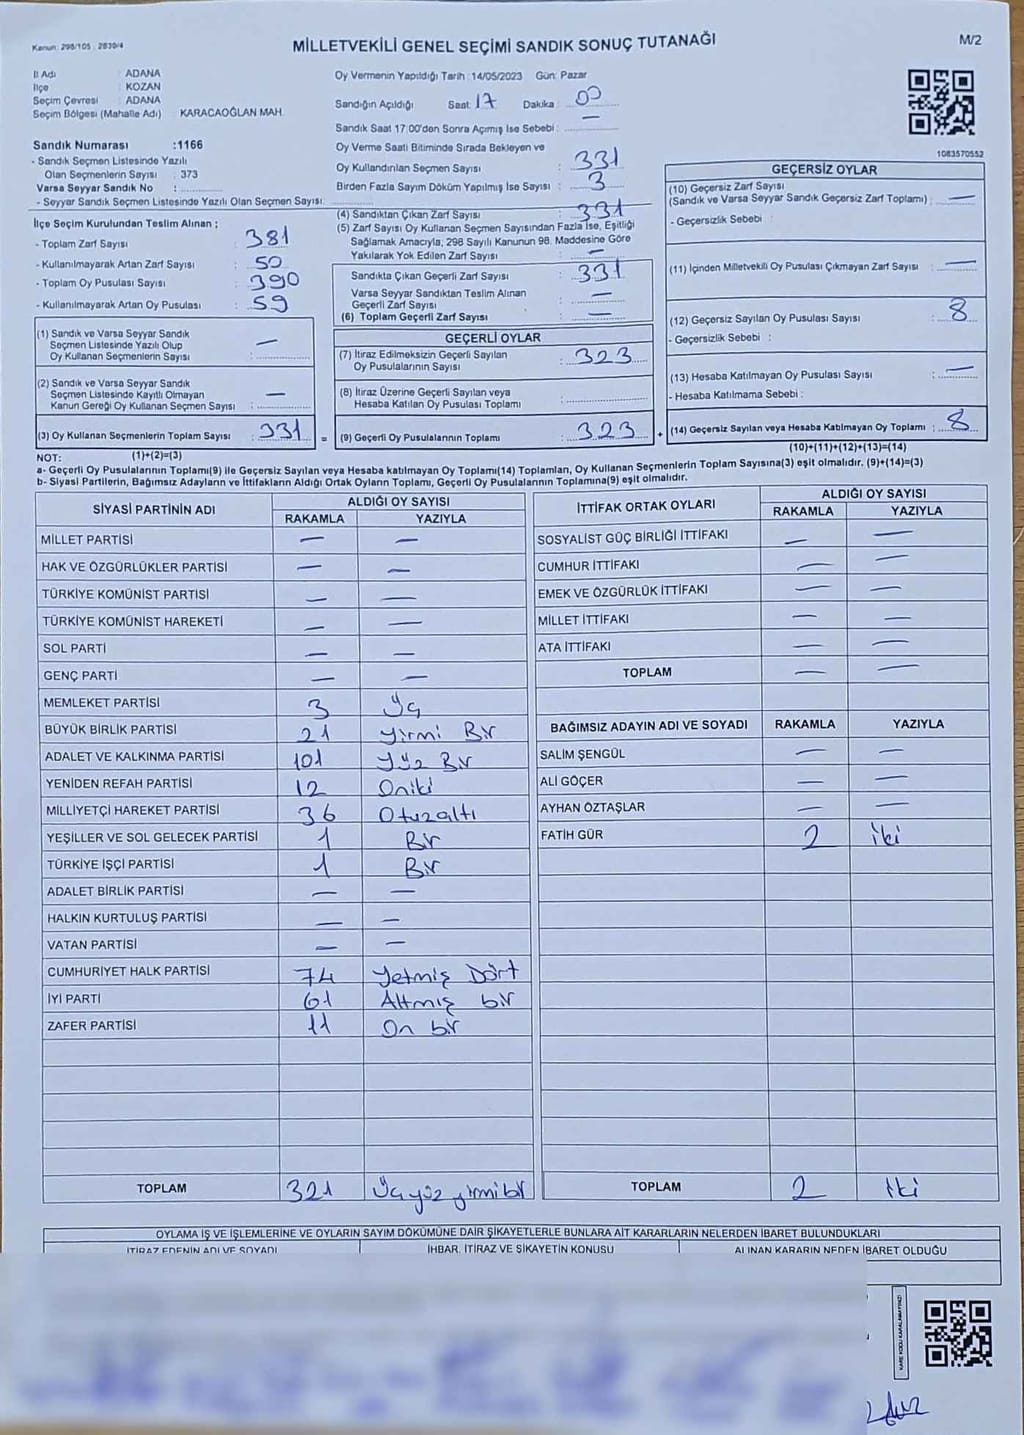 Kanun: 298/105 , 2839/4
MİLLETVEKİLİ GENEL SEÇİMİ SANDIK SONUÇ TUTANAĞI
M/2
İl Adı : ADANA
İlçe : KOZAN
Seçim Çevresi : ADANA
Seçim Bölgesi (Mahalle Adı) : KARACAOĞLAN MAH.
Sandık Numarası :1166
- Sandık Seçmen Listesinde Yazılı
Olan Seçmenlerin Sayısı : 373
Varsa Seyyar Sandık No :
- Seyyar Sandık Seçmen Listesinde Yazılı Olan Seçmen Sayısı:
Oy Vermenin Yapıldığı Tarih : 14/05/2023 Gün: Pazar
Sandığın Açıldığı Saat: 17 Dakika : 00
Sandık Saat 17:00'den Sonra Açımış İse Sebebi : —
Oy Verme Saati Bitiminde Sırada Bekleyen ve
Oy Kullandırılan Seçmen Sayısı : 331
Birden Fazla Sayım Döküm Yapılmış İse Sayısı : 3
İlçe Seçim Kurulundan Teslim Alınan ;
- Toplam Zarf Sayısı : 381
- Kullanılmayarak Artan Zarf Sayısı : 50
- Toplam Oy Pusulası Sayısı : 390
- Kullanılmayarak Artan Oy Pusulası : 59
(1) Sandık ve Varsa Seyyar Sandık
Seçmen Listesinde Yazılı Olup
Oy Kullanan Seçmenlerin Sayısı : —
(2) Sandık ve Varsa Seyyar Sandık
Seçmen Listesinde Kayıtlı Olmayan
Kanun Gereği Oy Kullanan Seçmen Sayısı : —
(3) Oy Kullanan Seçmenlerin Toplam Sayısı : 331 =
(1)+(2)=(3)
(4) Sandıktan Çıkan Zarf Sayısı : 331
(5) Zarf Sayısı Oy Kullanan Seçmen Sayısından Fazla İse, Eşitliği
Sağlamak Amacıyla; 298 Sayılı Kanunun 98. Maddesine Göre
Yakılarak Yok Edilen Zarf Sayısı : —
Sandıkta Çıkan Geçerli Zarf Sayısı : 331
Varsa Seyyar Sandıktan Teslim Alınan
Geçerli Zarf Sayısı : —
(6) Toplam Geçerli Zarf Sayısı : —
GEÇERLİ OYLAR
(7) İtiraz Edilmeksizin Geçerli Sayılan
Oy Pusulalarının Sayısı : 323
(8) İtiraz Üzerine Geçerli Sayılan veya
Hesaba Katılan Oy Pusulası Toplamı :
(9) Geçerli Oy Pusulalarının Toplamı : 323 +
1083570552
GEÇERSİZ OYLAR
(10) Geçersiz Zarf Sayısı
(Sandık ve Varsa Seyyar Sandık Geçersiz Zarf Toplamı) : —
- Geçersizlik Sebebi :
(11) İçinden Milletvekili Oy Pusulası Çıkmayan Zarf Sayısı : —
(12) Geçersiz Sayılan Oy Pusulası Sayısı : 8
- Geçersizlik Sebebi :
(13) Hesaba Katılmayan Oy Pusulası Sayısı : —
- Hesaba Katılmama Sebebi :
(14) Geçersiz Sayılan veya Hesaba Katılmayan Oy Toplamı : 8
(10)+(11)+(12)+(13)=(14)
NOT:
a- Geçerli Oy Pusulalarının Toplamı(9) ile Geçersiz Sayılan veya Hesaba katılmayan Oy Toplamı(14) Toplamları, Oy Kullanan Seçmenlerin Toplam Sayısına(3) eşit olmalıdır. (9)+(14)=(3)
b- Siyasi Partilerin, Bağımsız Adayların ve İttifakların Aldığı Ortak Oyların Toplamı, Geçerli Oy Pusulalarının Toplamına(9) eşit olmalıdır.
SİYASİ PARTİNİN ADI ALDIĞI OY SAYISI
RAKAMLA YAZIYLA
MİLLET PARTİSİ — —
HAK VE ÖZGÜRLÜKLER PARTİSİ — —
TÜRKİYE KOMÜNİST PARTİSİ — —
TÜRKİYE KOMÜNİST HAREKETİ — —
SOL PARTİ — —
GENÇ PARTİ — —
MEMLEKET PARTİSİ 3 Üç
BÜYÜK BİRLİK PARTİSİ 21 Yirmi Bir
ADALET VE KALKINMA PARTİSİ 101 Yüz Bir
YENİDEN REFAH PARTİSİ 12 Oniki
MİLLİYETÇİ HAREKET PARTİSİ 36 Otuzaltı
YEŞİLLER VE SOL GELECEK PARTİSİ 1 Bir
TÜRKİYE İŞÇİ PARTİSİ 1 Bir
ADALET BİRLİK PARTİSİ — —
HALKIN KURTULUŞ PARTİSİ — —
VATAN PARTİSİ — —
CUMHURİYET HALK PARTİSİ 74 Yetmiş Dört
İYİ PARTİ 61 Altmış bir
ZAFER PARTİSİ 11 On bir
TOPLAM 321 Üçyüz yirmibir
İTTİFAK ORTAK OYLARI ALDIĞI OY SAYISI
RAKAMLA YAZIYLA
SOSYALİST GÜÇ BİRLİĞİ İTTİFAKI — —
CUMHUR İTTİFAKI — —
EMEK VE ÖZGÜRLÜK İTTİFAKI — —
MİLLET İTTİFAKI — —
ATA İTTİFAKI — —
TOPLAM — —
BAĞIMSIZ ADAYIN ADI VE SOYADI RAKAMLA YAZIYLA
SALİM ŞENGÜL — —
ALİ GÖÇER — —
AYHAN ÖZTAŞLAR — —
FATİH GÜR 2 iki
TOPLAM 2 iki
OYLAMA İŞ VE İŞLEMLERİNE VE OYLARIN SAYIM DÖKÜMÜNE DAİR ŞİKAYETLERLE BUNLARA AİT KARARLARIN NELERDEN İBARET BULUNDUKLARI
İTİRAZ EDENİN ADI VE SOYADI İHBAR, İTİRAZ VE ŞİKAYETİN KONUSU ALINAN KARARIN NEDEN İBARET OLDUĞU
KARE KODU KARALAMAYINIZ!